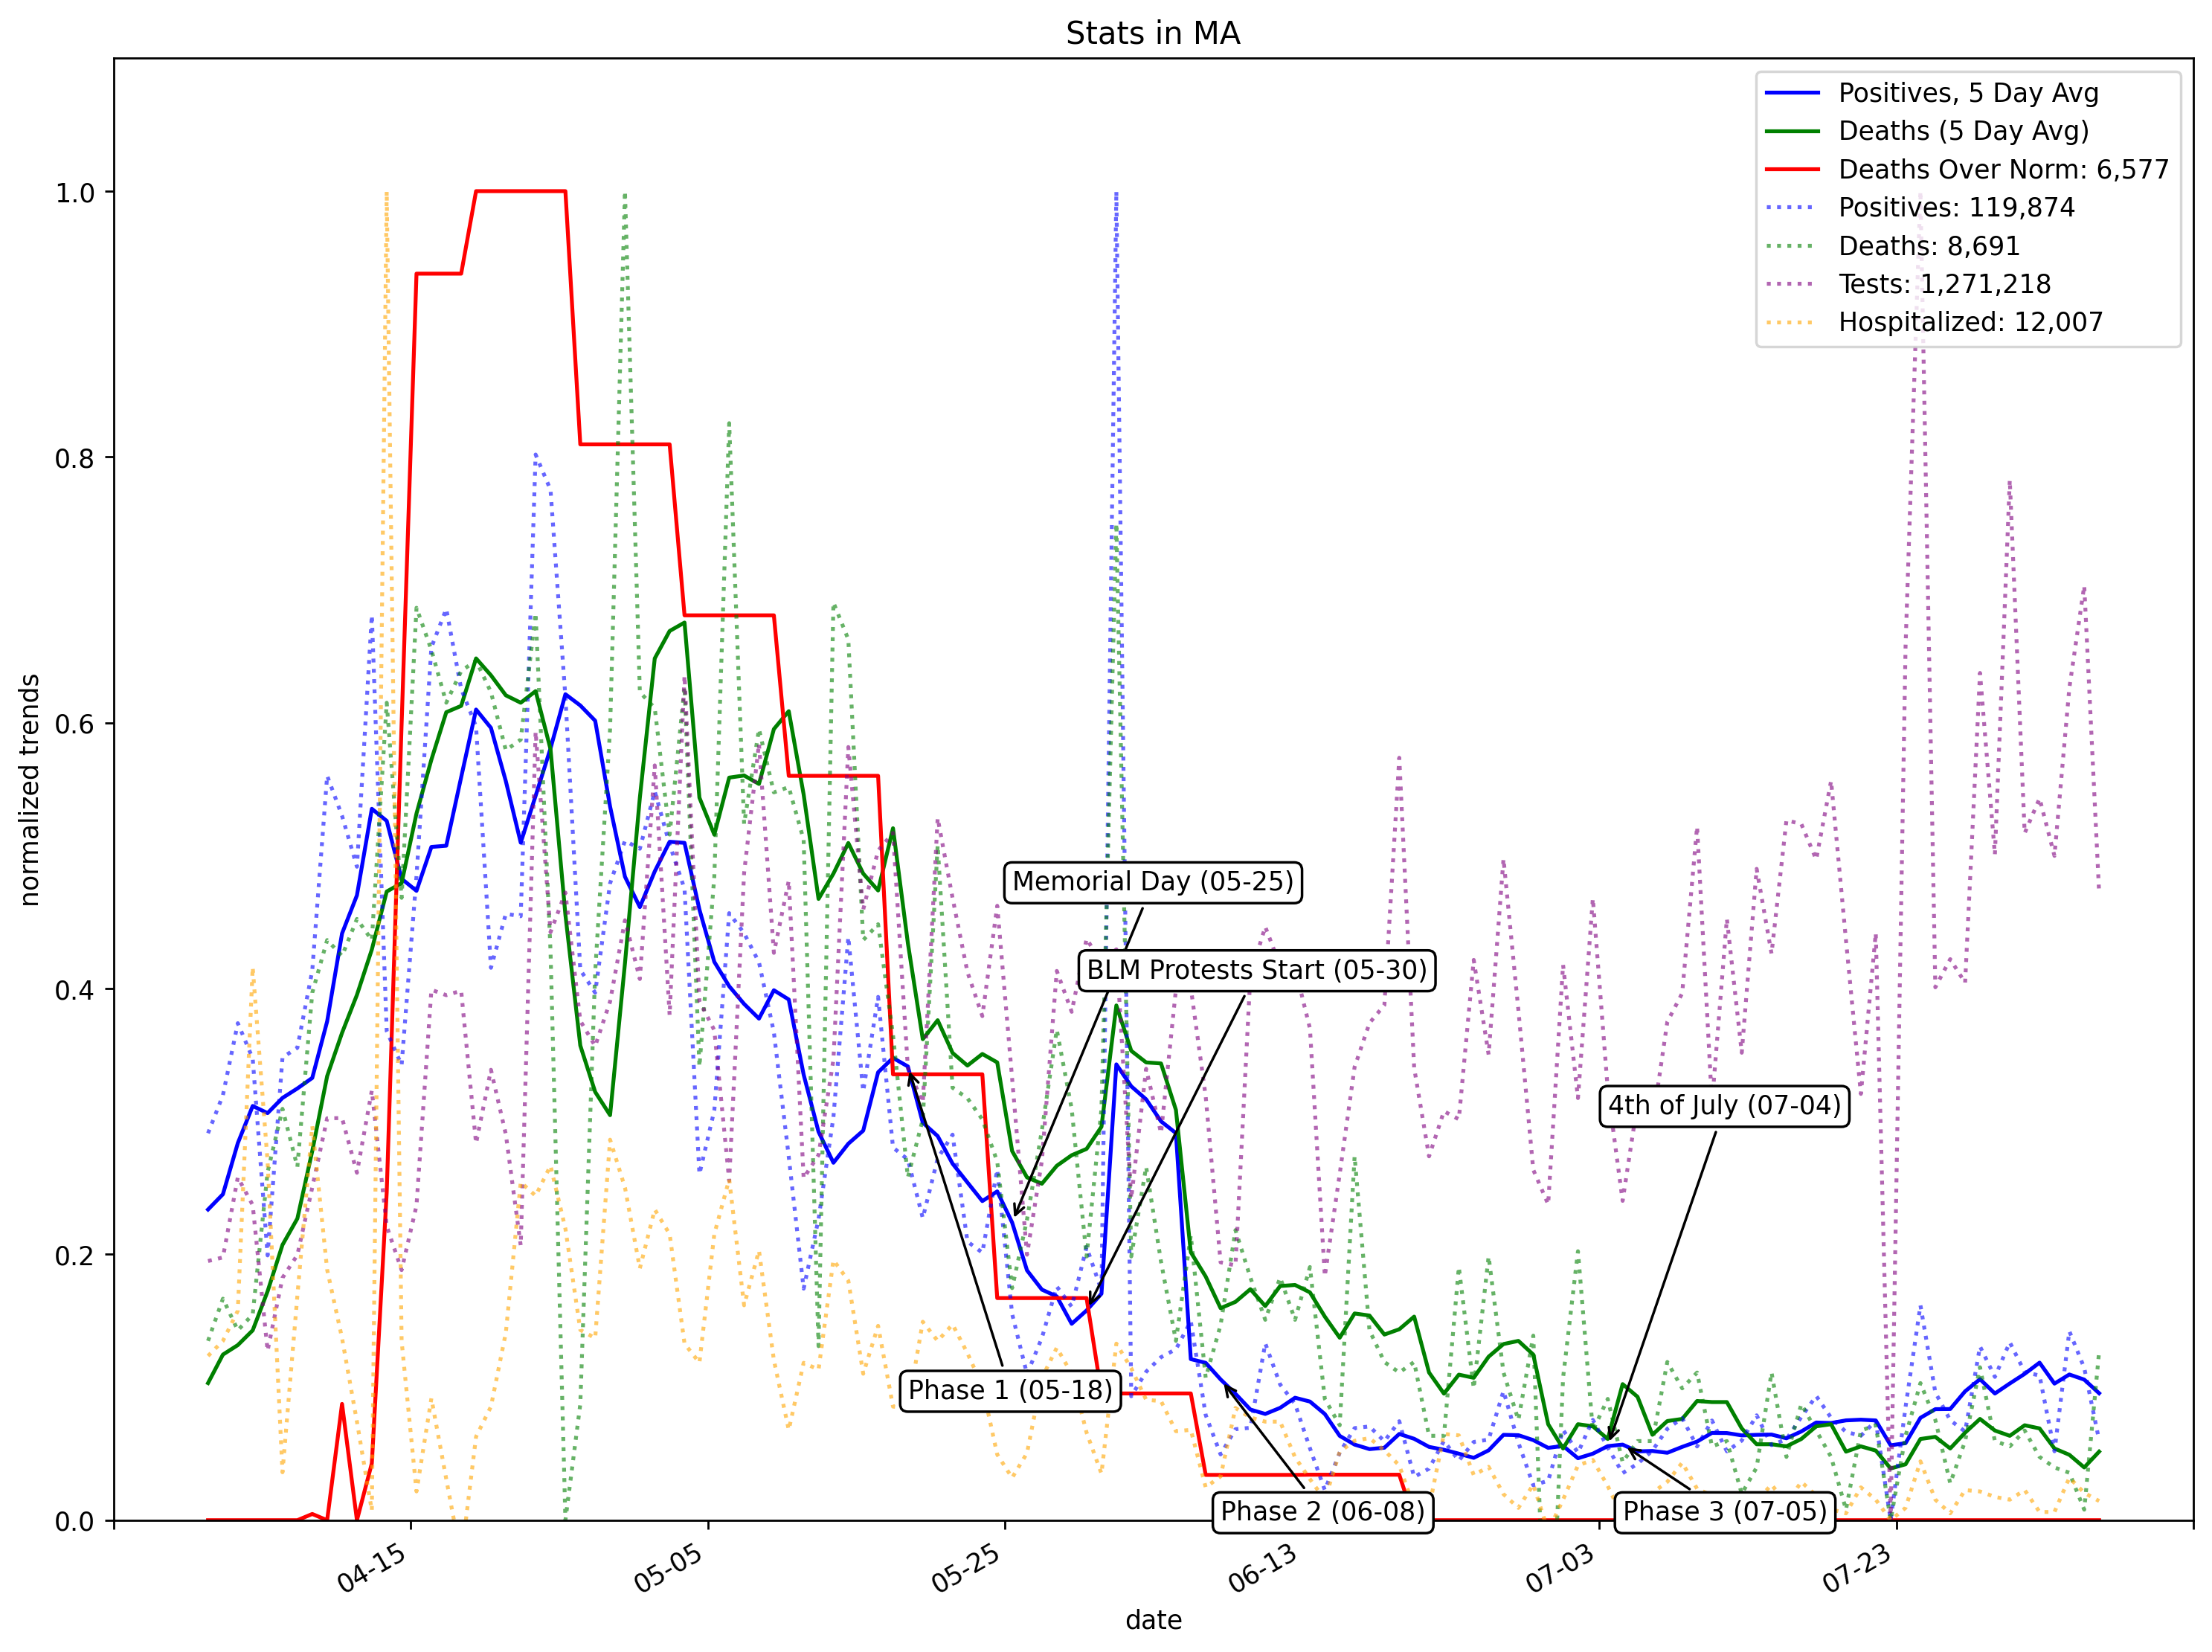 Stats in MA
Positives, 5 Day Avg
Deaths (5 Day Avg)
Deaths Over Norm: 6,577
Positives: 119,874
Deaths: 8,691
Tests: 1,271,218
Hospitalized: 12,007
normalized trends
1.0
0.8
0.6
0.4
0.2
0.0
Memorial Day (05-25)
BLM Protests Start (05-30)
4th of July (07-04)
Phase 1 (05-18)
Phase 2 (06-08)
Phase 3 (07-05)
04-15
05-05
05-25
06-13
07-03
07-23
date